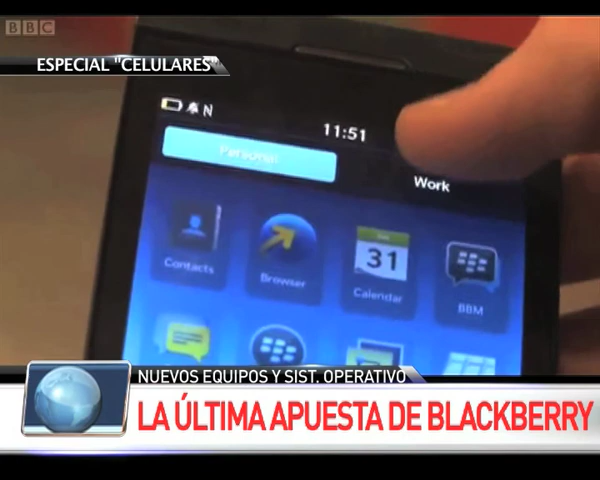 BBC
ESPECIAL "CELULARES"
N
11:51
Personal
Work
Contacts
Browser
31
Calendar
BBM
NUEVOS EQUIPOS Y SIST. OPERATIVO
LA ÚLTIMA APUESTA DE BLACKBERRY